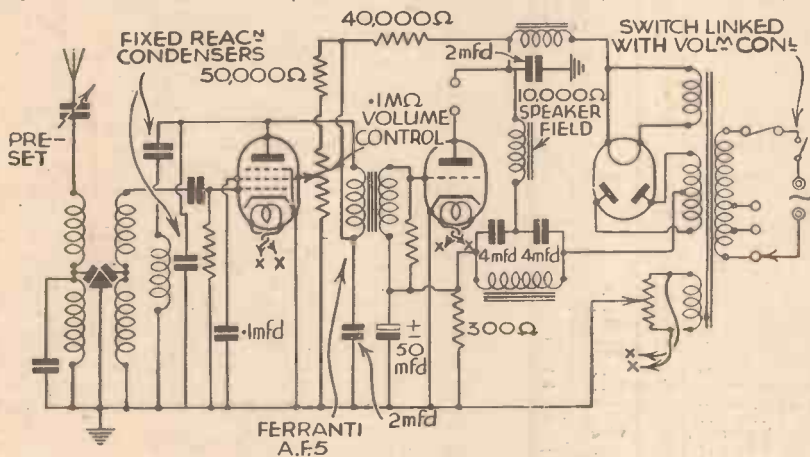 FIXED REACN
CONDENSERS
50,000Ω
40,000Ω
2mfd
SWITCH LINKED
WITH VOLM CONL
PRE-
SET
·1MΩ
VOLUME
CONTROL
10,000Ω
SPEAKER
FIELD
X X
X X
4mfd 4mfd
·1mfd
±
50
mfd
300Ω
X
X
FERRANTI
A.F.5
2mfd